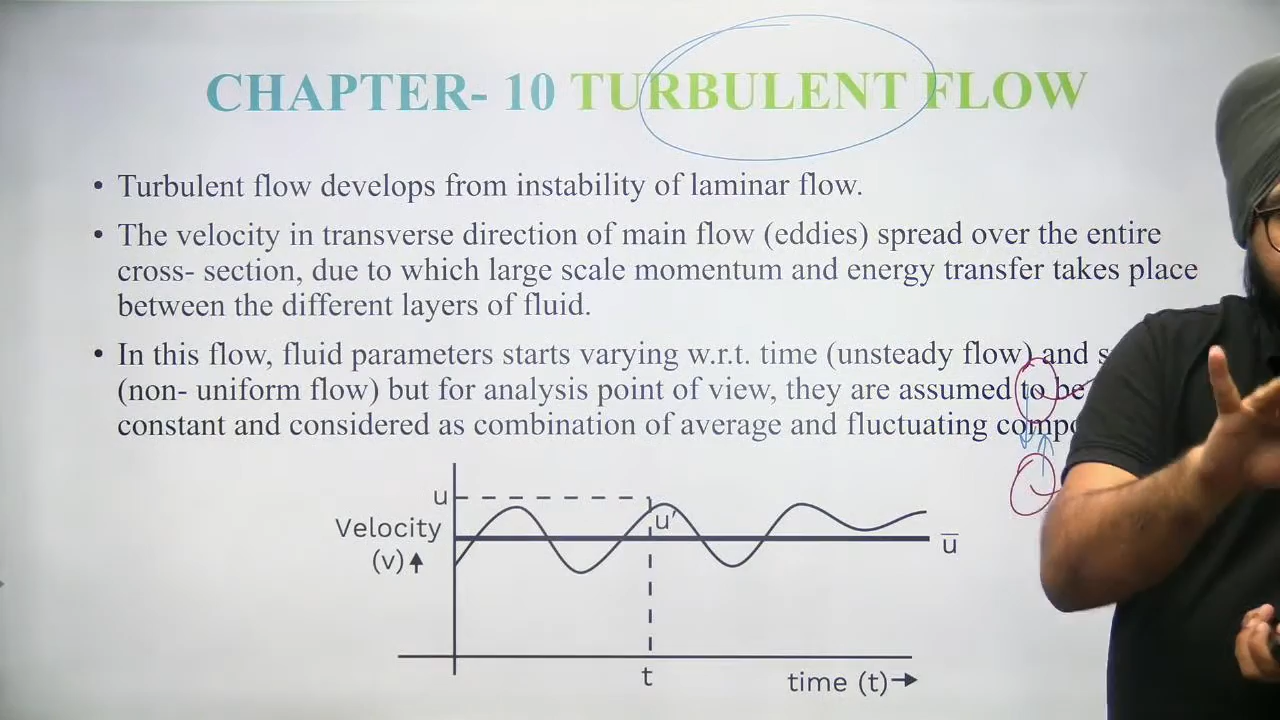 CHAPTER- 10 TURBULENT FLOW
• Turbulent flow develops from instability of laminar flow.
• The velocity in transverse direction of main flow (eddies) spread over the entire
cross- section, due to which large scale momentum and energy transfer takes place
between the different layers of fluid.
• In this flow, fluid parameters starts varying w.r.t. time (unsteady flow) and
(non- uniform flow) but for analysis point of view, they are assumed to be
constant and considered as combination of average and fluctuating
u
Velocity
(v)
u'
u̅
t
time (t)